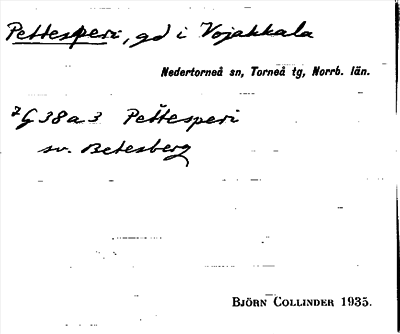 Pettesperi, gd i Vojakkala
Nedertorneå sn, Torneå tg, Norrb. län.
7G38a3 Pettesperi
sv. Betesberg
BJÖRN COLLINDER 1935.